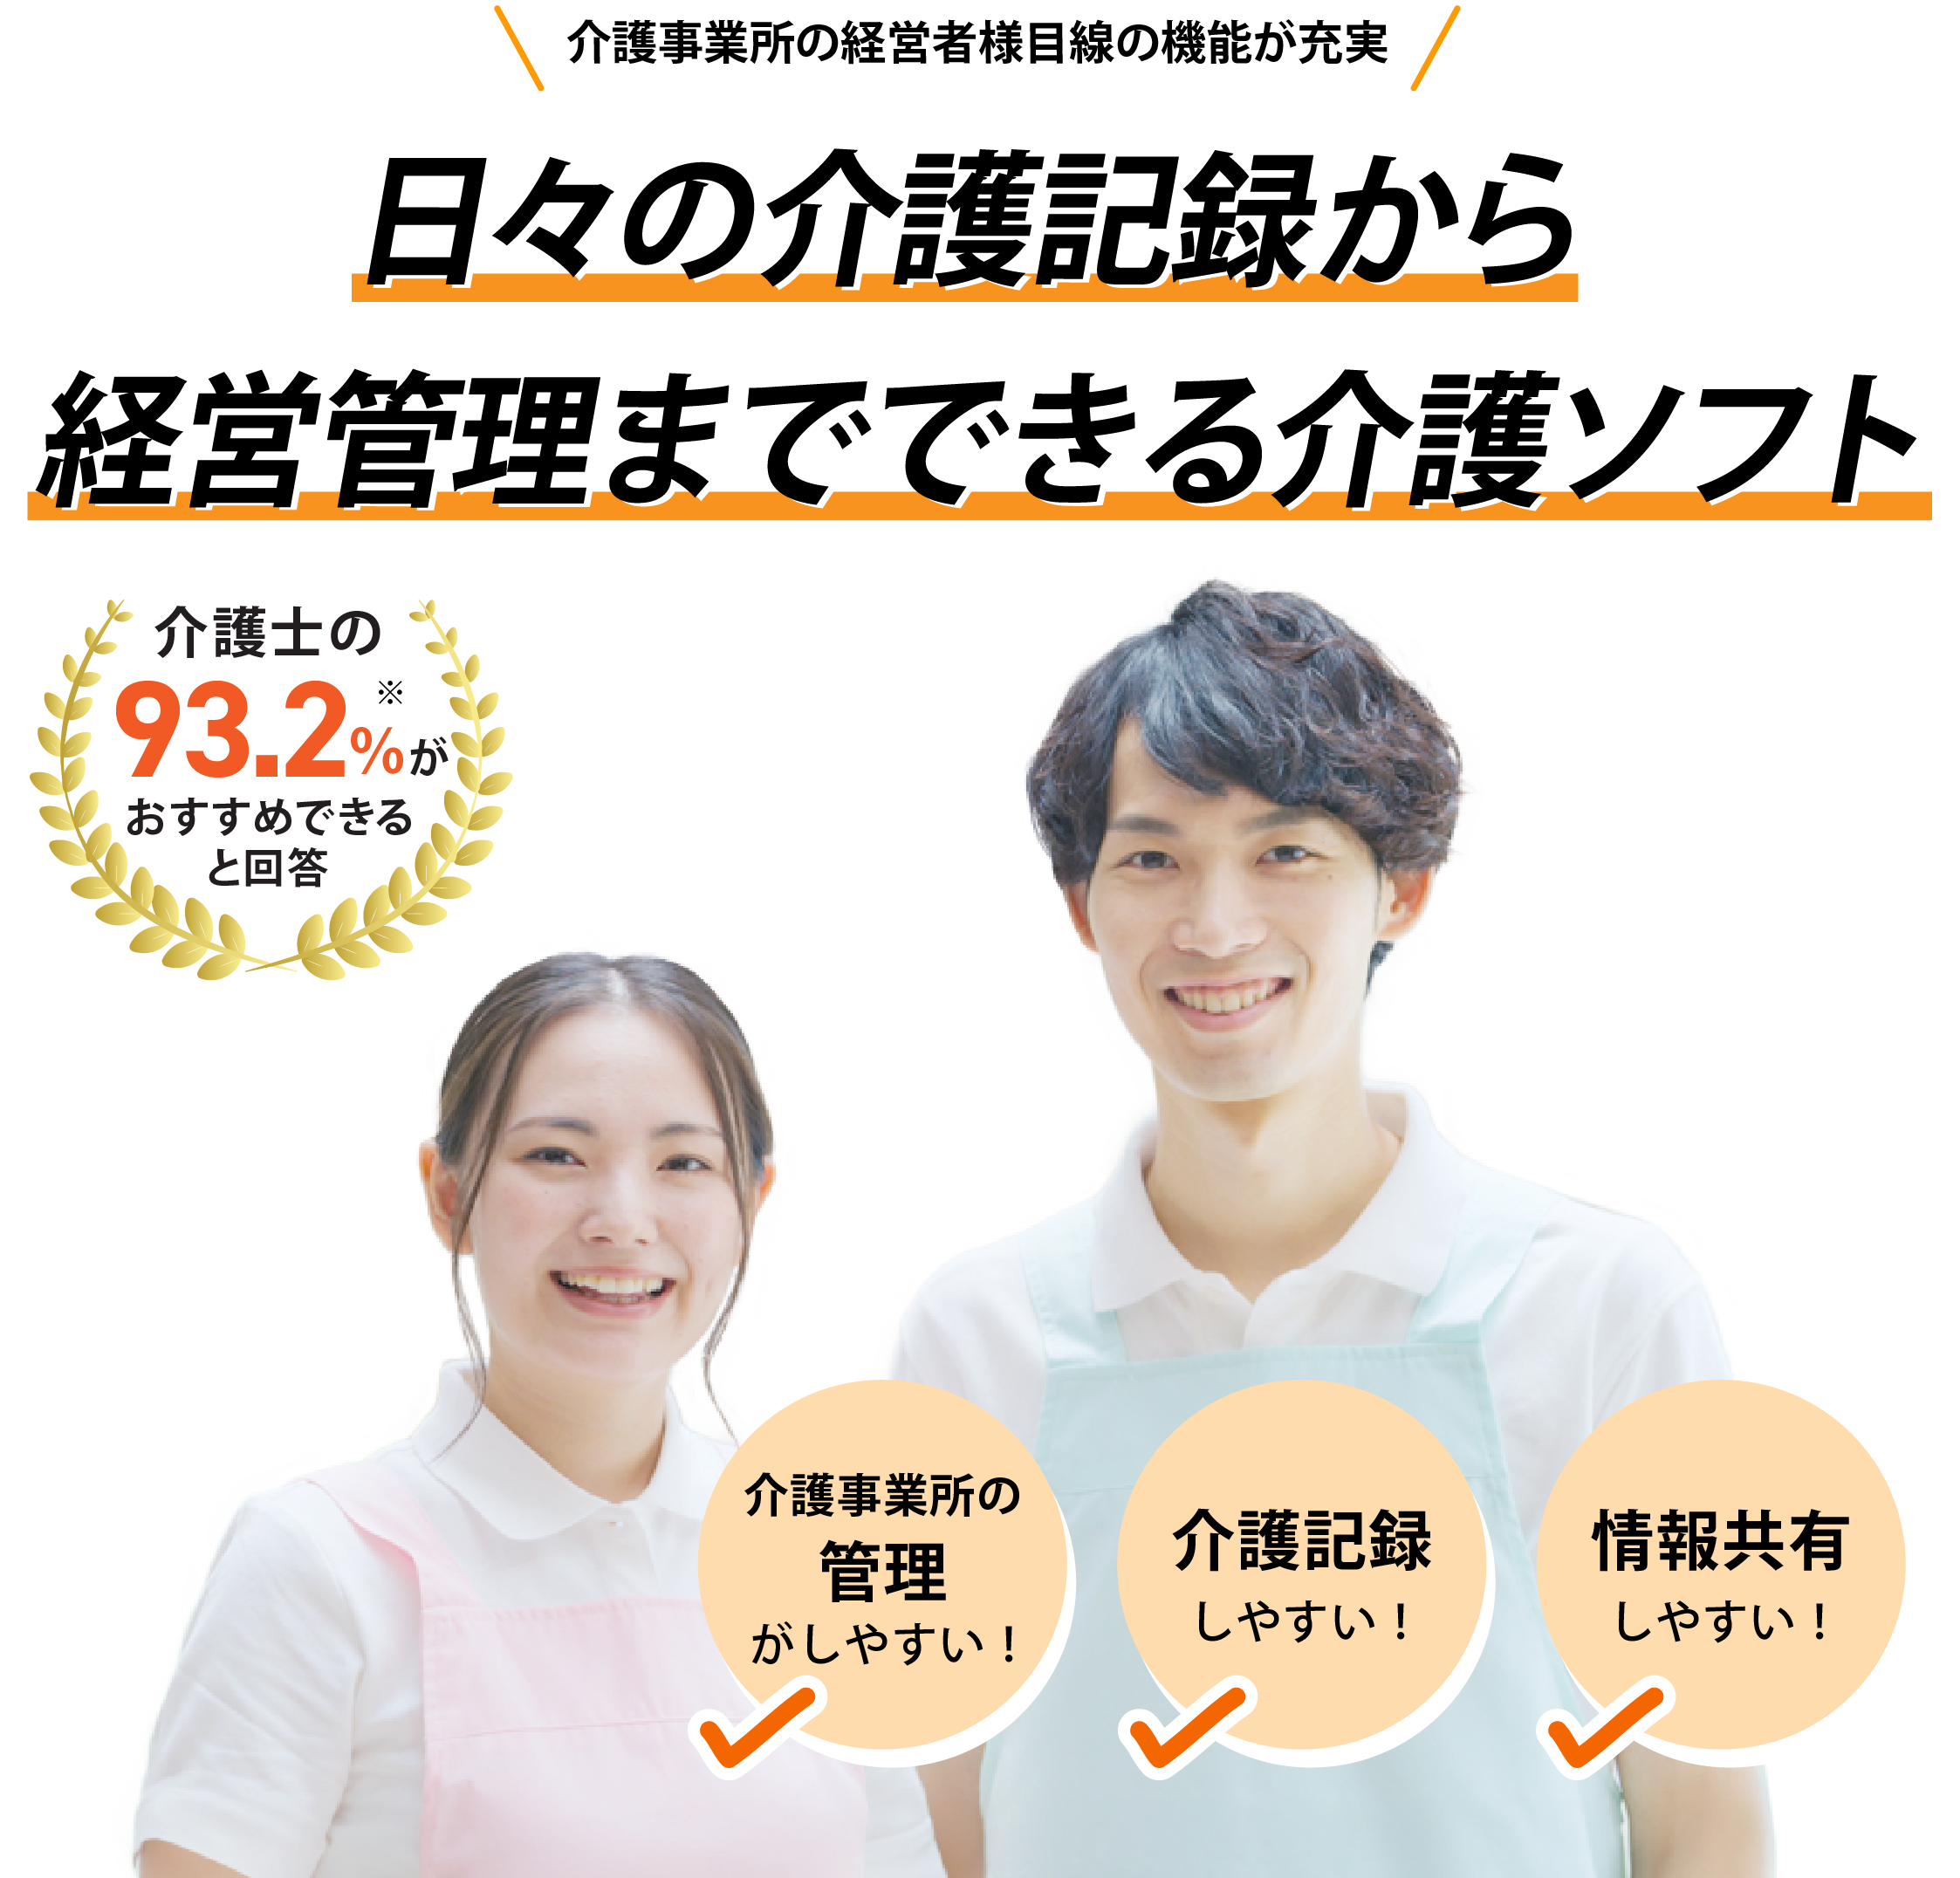 介護事業所の経営者様目線の機能が充実
日々の介護記録から
経営管理までできる介護ソフト
介護士の
93.2%※が
おすすめできる
と回答
介護事業所の
管理
がしやすい！
介護記録
しやすい！
情報共有
しやすい！